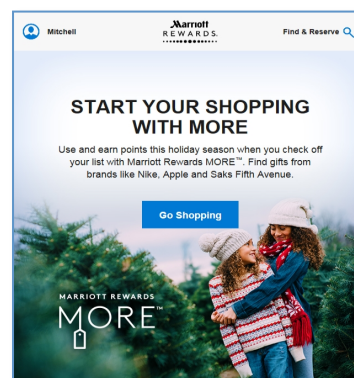 Mitchell
Marriott
REWARDS.
Find & Reserve
START YOUR SHOPPING
WITH MORE
Use and earn points this holiday season when you check off
your list with Marriott Rewards MORE™. Find gifts from
brands like Nike, Apple and Saks Fifth Avenue.
Go Shopping
MARRIOTT REWARDS
MORE™